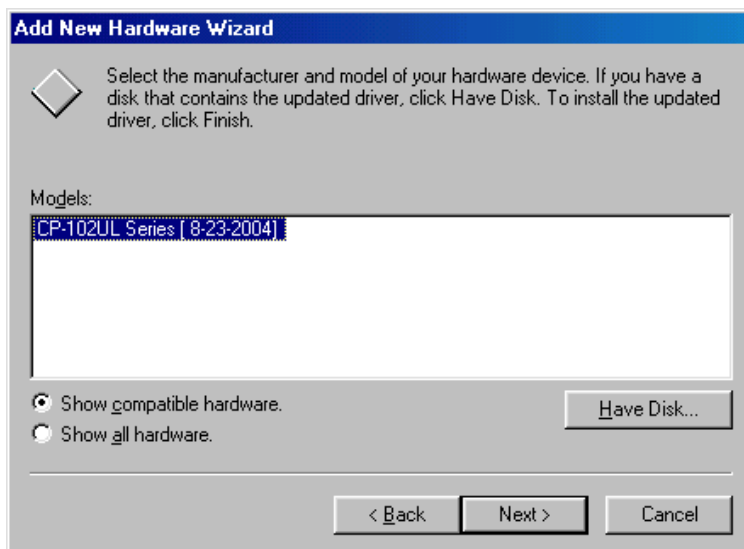 Add New Hardware Wizard
Select the manufacturer and model of your hardware device. If you have a
disk that contains the updated driver, click Have Disk. To install the updated
driver, click Finish.
Models:
CP-102UL Series [ 8-23-2004]
Show compatible hardware.
Have Disk...
Show all hardware.
< Back
Next >
Cancel